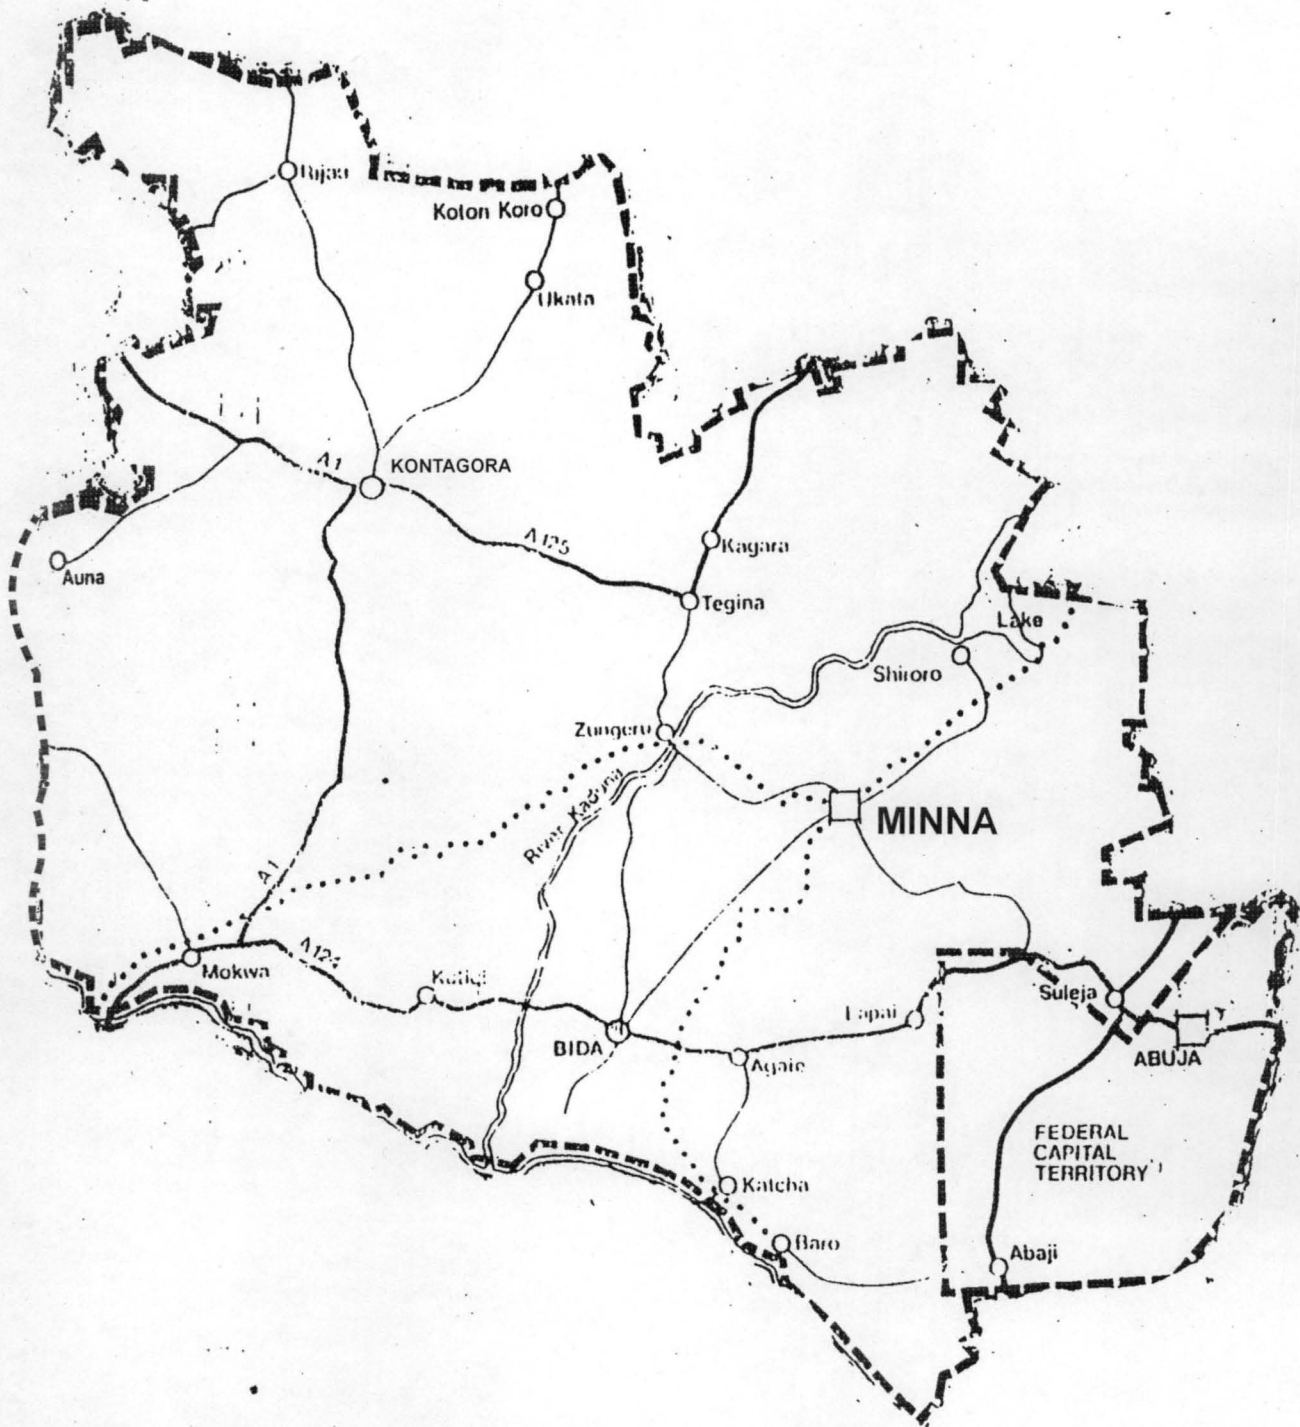 Rijau
Koton Koro
Ukata
A1
KONTAGORA
A125
Kagara
Auna
Tegina
Lake
Shiroro
Zungeru
River Kaduna
MINNA
A1
Mokwa
A124
Kutigi
Suleja
Lapai
BIDA
Agaie
ABUJA
FEDERAL
CAPITAL
TERRITORY
Katcha
Baro
Abaji